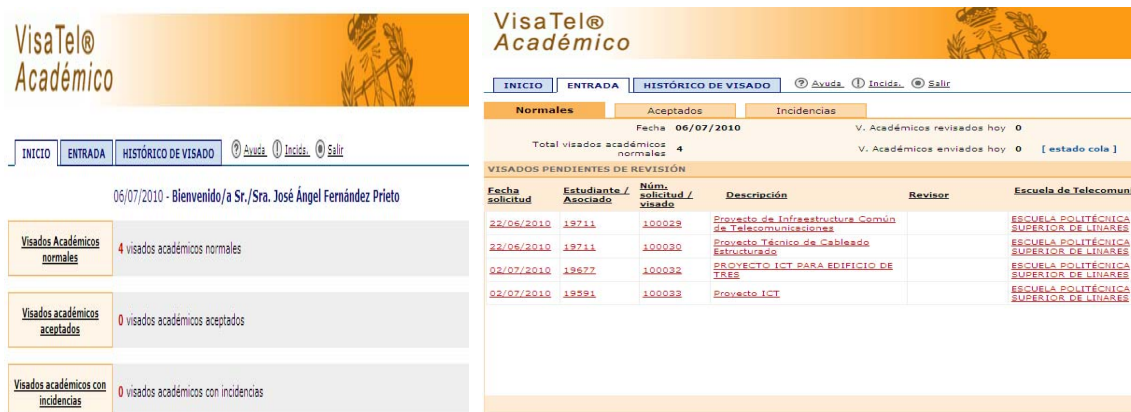 VisaTel®
Académico
INICIO ENTRADA HISTÓRICO DE VISADO Ayuda Incids. Salir
06/07/2010 - Bienvenido/a Sr./Sra. José Ángel Fernández Prieto
Visados Académicos
normales
4 visados académicos normales
Visados académicos
aceptados
0 visados académicos aceptados
Visados académicos con
incidencias
0 visados académicos con incidencias
VisaTel®
Académico
INICIO ENTRADA HISTÓRICO DE VISADO Ayuda Incids. Salir
Normales Aceptados Incidencias
Fecha 06/07/2010 V. Académicos revisados hoy 0
Total visados académicos
normales 4 V. Académicos enviados hoy 0 [ estado cola ]
VISADOS PENDIENTES DE REVISIÓN
Fecha
solicitud
Estudiante /
Asociado
Núm.
solicitud /
visado
Descripción
Revisor
Escuela de Telecomuni
22/06/2010 19711 100029 Proyecto de Infraestructura Común
de Telecomunicaciones
ESCUELA POLITÉCNICA
SUPERIOR DE LINARES
22/06/2010 19711 100030 Proyecto Técnico de Cableado
Estructurado
ESCUELA POLITÉCNICA
SUPERIOR DE LINARES
02/07/2010 19677 100032 PROYECTO ICT PARA EDIFICIO DE
TRES
ESCUELA POLITÉCNICA
SUPERIOR DE LINARES
02/07/2010 19591 100033 Proyecto ICT
ESCUELA POLITÉCNICA
SUPERIOR DE LINARES